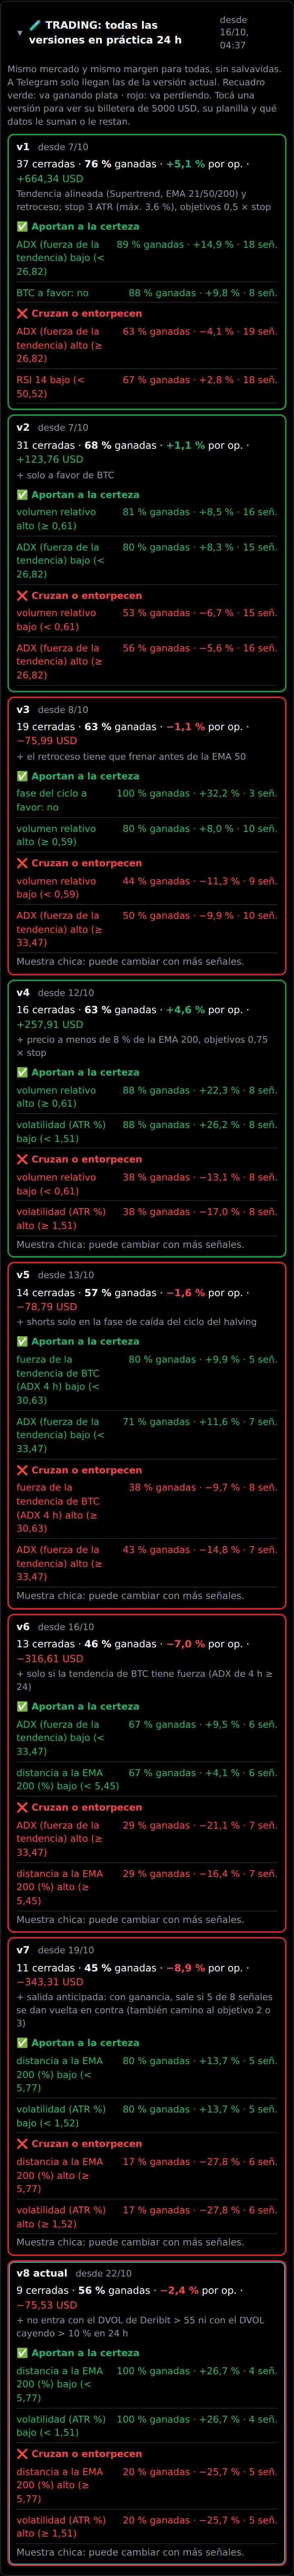 ▼ 🧪 TRADING: todas las
versiones en práctica 24 h
desde
16/10,
04:37
Mismo mercado y mismo margen para todas, sin salvavidas.
A Telegram solo llegan las de la versión actual. Recuadro
verde: va ganando plata · rojo: va perdiendo. Tocá una
versión para ver su billetera de 5000 USD, su planilla y qué
datos le suman o le restan.
v1 desde 7/10
37 cerradas · 76 % ganadas · +5,1 % por op. ·
+664,34 USD
Tendencia alineada (Supertrend, EMA 21/50/200) y
retroceso; stop 3 ATR (máx. 3,6 %), objetivos 0,5 × stop
✅ Aportan a la certeza
ADX (fuerza de la 89 % ganadas · +14,9 % · 18 señ.
tendencia) bajo (<
26,82)
BTC a favor: no 88 % ganadas · +9,8 % · 8 señ.
❌ Cruzan o entorpecen
ADX (fuerza de la 63 % ganadas · −4,1 % · 19 señ.
tendencia) alto (≥
26,82)
RSI 14 bajo (< 67 % ganadas · +2,8 % · 18 señ.
50,52)
v2 desde 7/10
31 cerradas · 68 % ganadas · +1,1 % por op. ·
+123,76 USD
+ solo a favor de BTC
✅ Aportan a la certeza
volumen relativo 81 % ganadas · +8,5 % · 16 señ.
alto (≥ 0,61)
ADX (fuerza de la 80 % ganadas · +8,3 % · 15 señ.
tendencia) bajo (<
26,82)
❌ Cruzan o entorpecen
volumen relativo 53 % ganadas · −6,7 % · 15 señ.
bajo (< 0,61)
ADX (fuerza de la 56 % ganadas · −5,6 % · 16 señ.
tendencia) alto (≥
26,82)
v3 desde 8/10
19 cerradas · 63 % ganadas · −1,1 % por op. ·
−75,99 USD
+ el retroceso tiene que frenar antes de la EMA 50
✅ Aportan a la certeza
fase del ciclo a 100 % ganadas · +32,2 % · 3 señ.
favor: no
volumen relativo 80 % ganadas · +8,0 % · 10 señ.
alto (≥ 0,59)
❌ Cruzan o entorpecen
volumen relativo 44 % ganadas · −11,3 % · 9 señ.
bajo (< 0,59)
ADX (fuerza de la 50 % ganadas · −9,9 % · 10 señ.
tendencia) alto (≥
33,47)
Muestra chica: puede cambiar con más señales.
v4 desde 12/10
16 cerradas · 63 % ganadas · +4,6 % por op. ·
+257,91 USD
+ precio a menos de 8 % de la EMA 200, objetivos 0,75
× stop
✅ Aportan a la certeza
volumen relativo 88 % ganadas · +22,3 % · 8 señ.
alto (≥ 0,61)
volatilidad (ATR %) 88 % ganadas · +26,2 % · 8 señ.
bajo (< 1,51)
❌ Cruzan o entorpecen
volumen relativo 38 % ganadas · −13,1 % · 8 señ.
bajo (< 0,61)
volatilidad (ATR %) 38 % ganadas · −17,0 % · 8 señ.
alto (≥ 1,51)
Muestra chica: puede cambiar con más señales.
v5 desde 13/10
14 cerradas · 57 % ganadas · −1,6 % por op. ·
−78,79 USD
+ shorts solo en la fase de caída del ciclo del halving
✅ Aportan a la certeza
fuerza de la 80 % ganadas · +9,9 % · 5 señ.
tendencia de BTC
(ADX 4 h) bajo (<
30,63)
ADX (fuerza de la 71 % ganadas · +11,6 % · 7 señ.
tendencia) bajo (<
33,47)
❌ Cruzan o entorpecen
fuerza de la 38 % ganadas · −9,7 % · 8 señ.
tendencia de BTC
(ADX 4 h) alto (≥
30,63)
ADX (fuerza de la 43 % ganadas · −14,8 % · 7 señ.
tendencia) alto (≥
33,47)
Muestra chica: puede cambiar con más señales.
v6 desde 16/10
13 cerradas · 46 % ganadas · −7,0 % por op. ·
−316,61 USD
+ solo si la tendencia de BTC tiene fuerza (ADX de 4 h ≥
24)
✅ Aportan a la certeza
ADX (fuerza de la 67 % ganadas · +9,5 % · 6 señ.
tendencia) bajo (<
33,47)
distancia a la EMA 67 % ganadas · +4,1 % · 6 señ.
200 (%) bajo (< 5,45)
❌ Cruzan o entorpecen
ADX (fuerza de la 29 % ganadas · −21,1 % · 7 señ.
tendencia) alto (≥
33,47)
distancia a la EMA 29 % ganadas · −16,4 % · 7 señ.
200 (%) alto (≥
5,45)
Muestra chica: puede cambiar con más señales.
v7 desde 19/10
11 cerradas · 45 % ganadas · −8,9 % por op. ·
−343,31 USD
+ salida anticipada: con ganancia, sale si 5 de 8 señales
se dan vuelta en contra (también camino al objetivo 2 o
3)
✅ Aportan a la certeza
distancia a la EMA 80 % ganadas · +13,7 % · 5 señ.
200 (%) bajo (<
5,77)
volatilidad (ATR %) 80 % ganadas · +13,7 % · 5 señ.
bajo (< 1,52)
❌ Cruzan o entorpecen
distancia a la EMA 17 % ganadas · −27,8 % · 6 señ.
200 (%) alto (≥
5,77)
volatilidad (ATR %) 17 % ganadas · −27,8 % · 6 señ.
alto (≥ 1,52)
Muestra chica: puede cambiar con más señales.
v8 actual desde 22/10
9 cerradas · 56 % ganadas · −2,4 % por op. ·
−75,53 USD
+ no entra con el DVOL de Deribit > 55 ni con el DVOL
cayendo > 10 % en 24 h
✅ Aportan a la certeza
distancia a la EMA 100 % ganadas · +26,7 % · 4 señ.
200 (%) bajo (<
5,77)
volatilidad (ATR %) 100 % ganadas · +26,7 % · 4 señ.
bajo (< 1,51)
❌ Cruzan o entorpecen
distancia a la EMA 20 % ganadas · −25,7 % · 5 señ.
200 (%) alto (≥
5,77)
volatilidad (ATR %) 20 % ganadas · −25,7 % · 5 señ.
alto (≥ 1,51)
Muestra chica: puede cambiar con más señales.